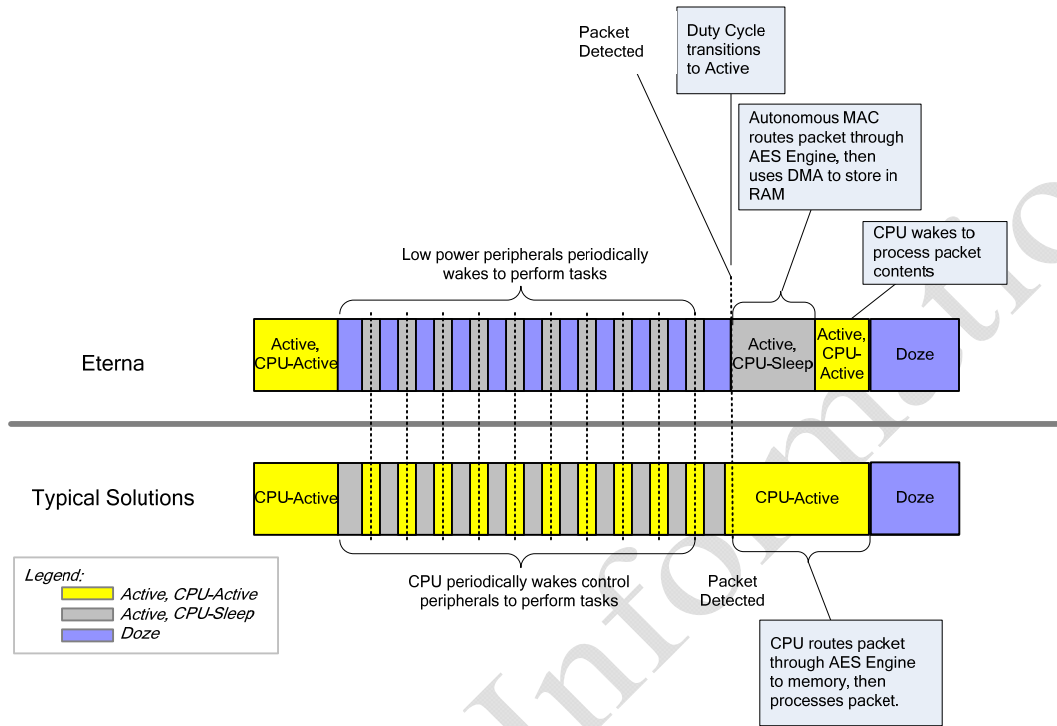 Packet
Detected
Duty Cycle
transitions
to Active
Autonomous MAC
routes packet through
AES Engine, then
uses DMA to store in
RAM
CPU wakes to
process packet
contents
Low power peripherals periodically
wakes to perform tasks
Eterna
Active,
CPU-Active
Active,
CPU-Sleep
Active,
CPU-
Active
Doze
Typical Solutions
CPU-Active
CPU-Active
Doze
CPU periodically wakes control
peripherals to perform tasks
Packet
Detected
CPU routes packet
through AES Engine
to memory, then
processes packet.
Legend:
Active, CPU-Active
Active, CPU-Sleep
Doze
Informatio